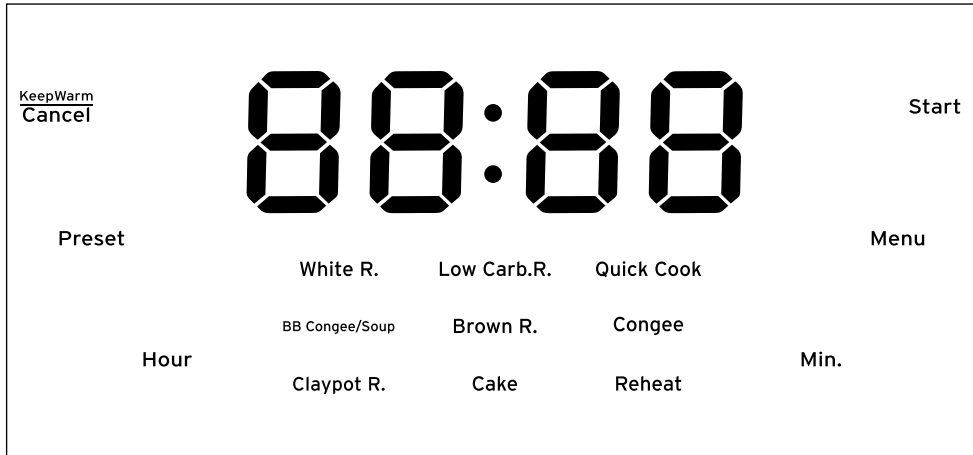 88:88
KeepWarm
Cancel
Start
Preset
Menu
White R.
Low Carb.R.
Quick Cook
BB Congee/Soup
Brown R.
Congee
Hour
Min.
Claypot R.
Cake
Reheat